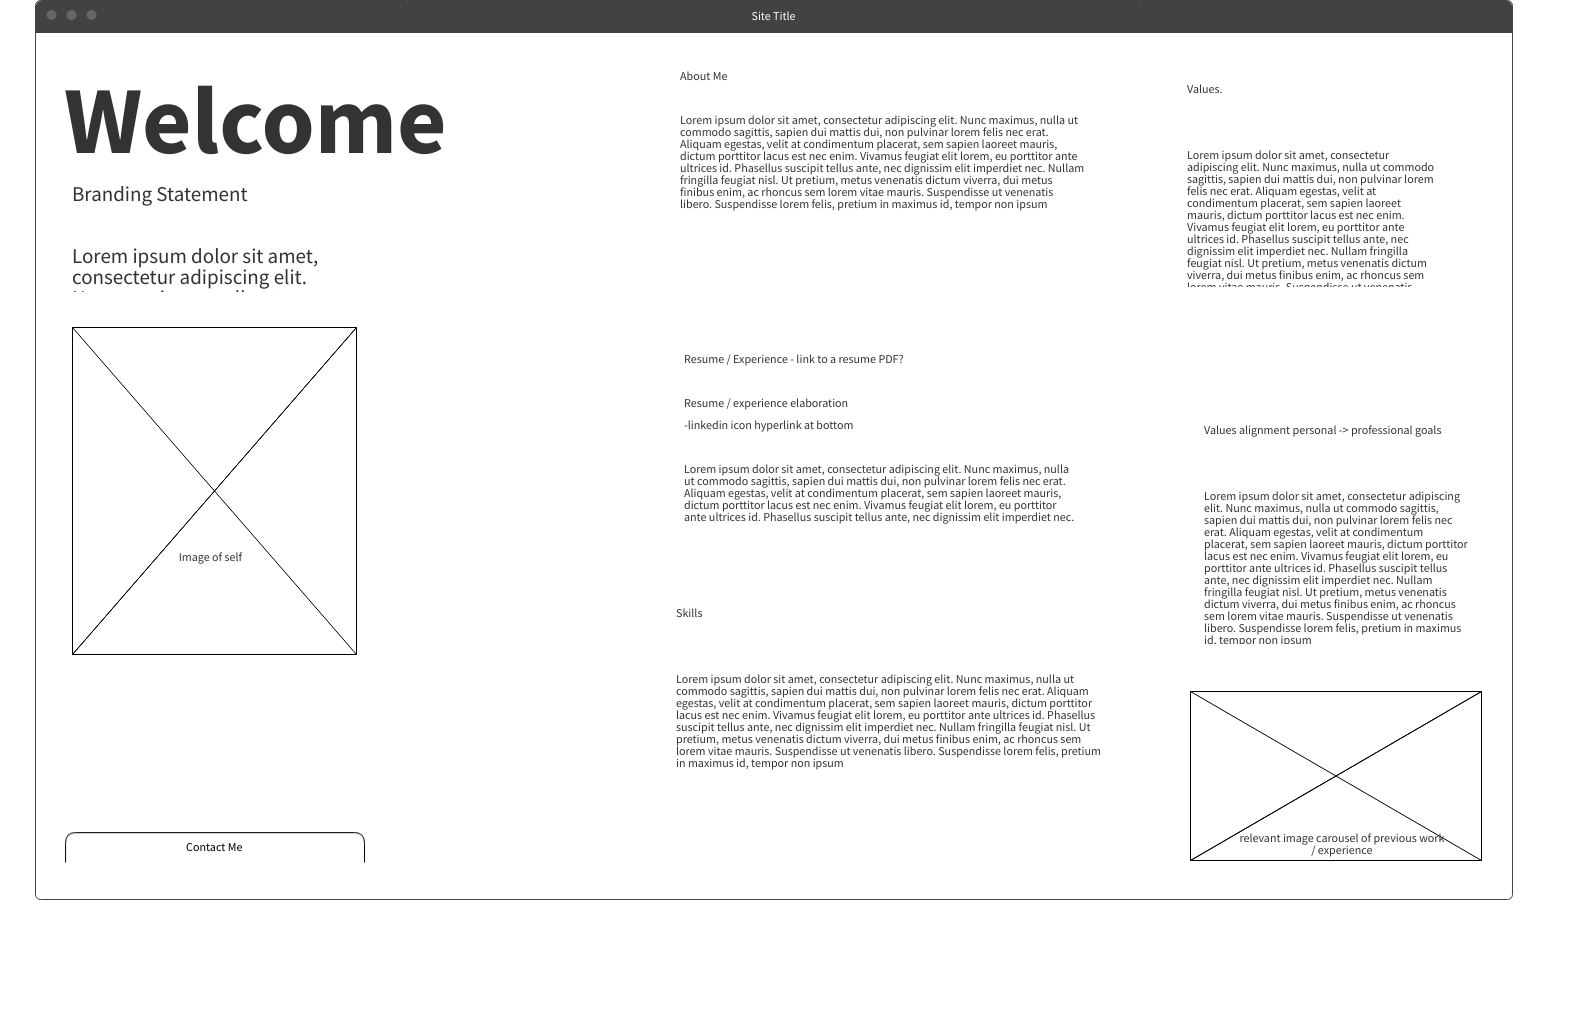 Site Title
Welcome
Branding Statement
Lorem ipsum dolor sit amet,
consectetur adipiscing elit.
Image of self
Contact Me
About Me
Lorem ipsum dolor sit amet, consectetur adipiscing elit. Nunc maximus, nulla ut
commodo sagittis, sapien dui mattis dui, non pulvinar lorem felis nec erat.
Aliquam egestas, velit at condimentum placerat, sem sapien laoreet mauris,
dictum porttitor lacus est nec enim. Vivamus feugiat elit lorem, eu porttitor ante
ultrices id. Phasellus suscipit tellus ante, nec dignissim elit imperdiet nec. Nullam
fringilla feugiat nisl. Ut pretium, metus venenatis dictum viverra, dui metus
finibus enim, ac rhoncus sem lorem vitae mauris. Suspendisse ut venenatis
libero. Suspendisse lorem felis, pretium in maximus id, tempor non ipsum
Resume / Experience - link to a resume PDF?
Resume / experience elaboration
-linkedin icon hyperlink at bottom
Lorem ipsum dolor sit amet, consectetur adipiscing elit. Nunc maximus, nulla
ut commodo sagittis, sapien dui mattis dui, non pulvinar lorem felis nec erat.
Aliquam egestas, velit at condimentum placerat, sem sapien laoreet mauris,
dictum porttitor lacus est nec enim. Vivamus feugiat elit lorem, eu porttitor
ante ultrices id. Phasellus suscipit tellus ante, nec dignissim elit imperdiet nec.
Skills
Lorem ipsum dolor sit amet, consectetur adipiscing elit. Nunc maximus, nulla ut
commodo sagittis, sapien dui mattis dui, non pulvinar lorem felis nec erat. Aliquam
egestas, velit at condimentum placerat, sem sapien laoreet mauris, dictum porttitor
lacus est nec enim. Vivamus feugiat elit lorem, eu porttitor ante ultrices id. Phasellus
suscipit tellus ante, nec dignissim elit imperdiet nec. Nullam fringilla feugiat nisl. Ut
pretium, metus venenatis dictum viverra, dui metus finibus enim, ac rhoncus sem
lorem vitae mauris. Suspendisse ut venenatis libero. Suspendisse lorem felis, pretium
in maximus id, tempor non ipsum
Values.
Lorem ipsum dolor sit amet, consectetur
adipiscing elit. Nunc maximus, nulla ut commodo
sagittis, sapien dui mattis dui, non pulvinar lorem
felis nec erat. Aliquam egestas, velit at
condimentum placerat, sem sapien laoreet
mauris, dictum porttitor lacus est nec enim.
Vivamus feugiat elit lorem, eu porttitor ante
ultrices id. Phasellus suscipit tellus ante, nec
dignissim elit imperdiet nec. Nullam fringilla
feugiat nisl. Ut pretium, metus venenatis dictum
viverra, dui metus finibus enim, ac rhoncus sem
lorem vitae mauris. Suspendisse ut venenatis
Values alignment personal -> professional goals
Lorem ipsum dolor sit amet, consectetur adipiscing
elit. Nunc maximus, nulla ut commodo sagittis,
sapien dui mattis dui, non pulvinar lorem felis nec
erat. Aliquam egestas, velit at condimentum
placerat, sem sapien laoreet mauris, dictum porttitor
lacus est nec enim. Vivamus feugiat elit lorem, eu
porttitor ante ultrices id. Phasellus suscipit tellus
ante, nec dignissim elit imperdiet nec. Nullam
fringilla feugiat nisl. Ut pretium, metus venenatis
dictum viverra, dui metus finibus enim, ac rhoncus
sem lorem vitae mauris. Suspendisse ut venenatis
libero. Suspendisse lorem felis, pretium in maximus
id, tempor non ipsum
relevant image carousel of previous work
/ experience